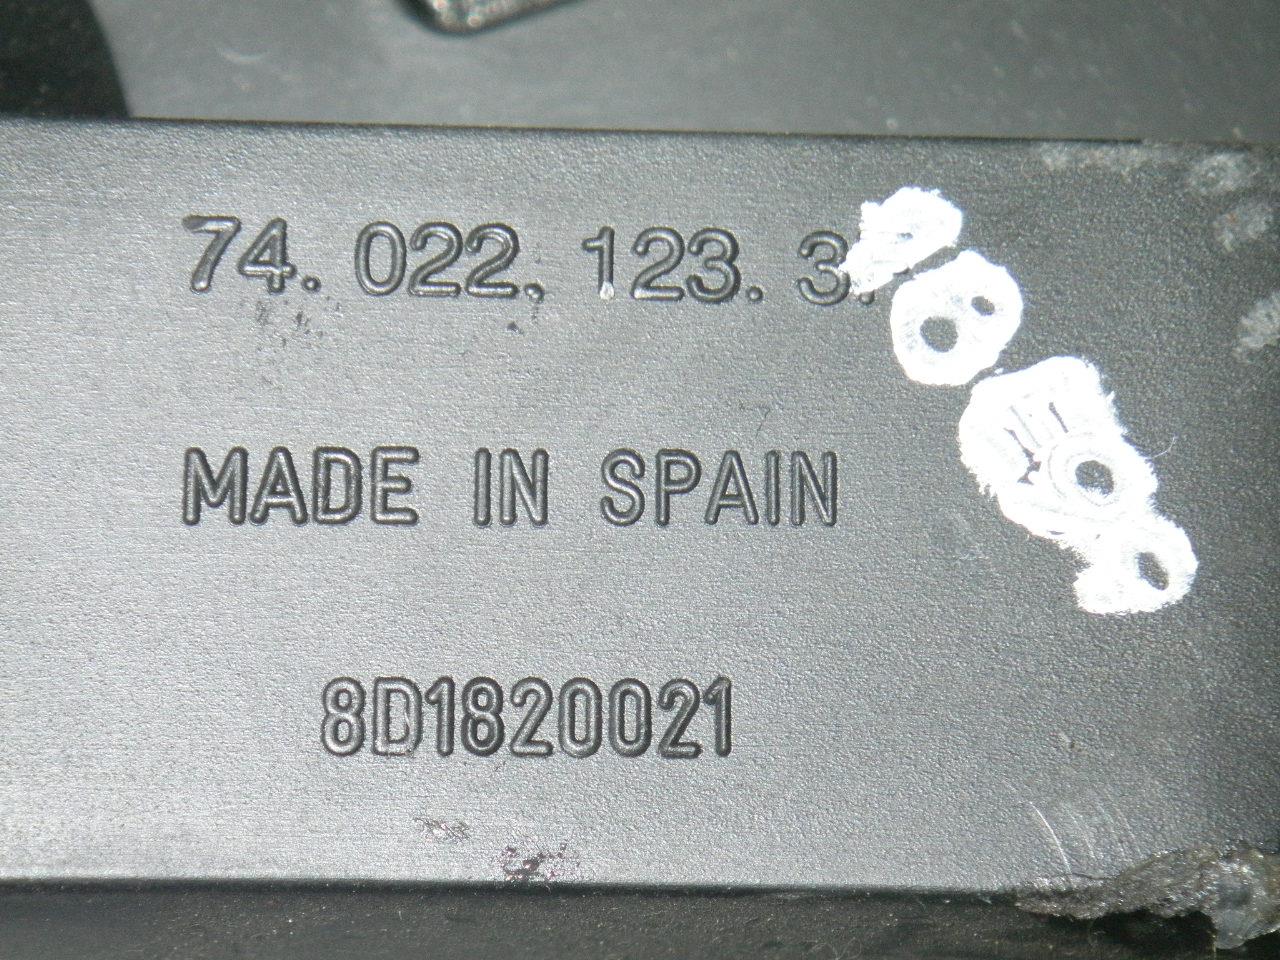 74. 022. 123. 3
MADE IN SPAIN
8D1820021